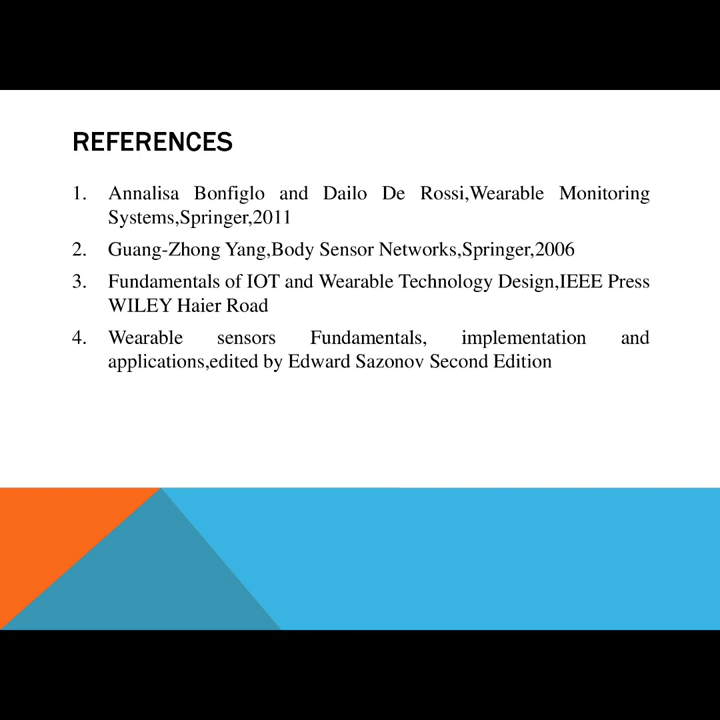 REFERENCES
1. Annalisa Bonfiglo and Dailo De Rossi,Wearable Monitoring
Systems,Springer,2011
2. Guang-Zhong Yang,Body Sensor Networks,Springer,2006
3. Fundamentals of IOT and Wearable Technology Design,IEEE Press
WILEY Haier Road
4. Wearable sensors Fundamentals, implementation and
applications,edited by Edward Sazonov Second Edition